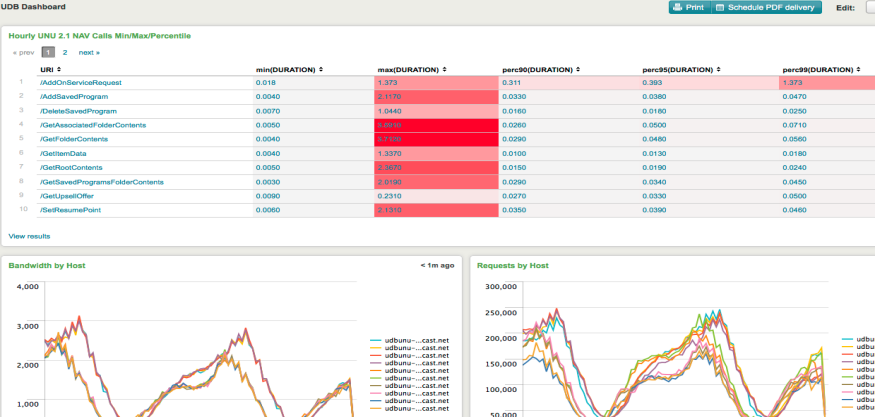 UDB Dashboard
Print
Schedule PDF delivery
Edit:
Hourly UNU 2.1 NAV Calls Min/Max/Percentile
« prev 1 2 next »
URI min(DURATION) max(DURATION) perc90(DURATION) perc95(DURATION) perc99(DURATION)
1 /AddOnServiceRequest 0.018 1.373 0.311 0.393 1.373
2 /AddSavedProgram 0.0040 2.1170 0.0330 0.0380 0.0470
3 /DeleteSavedProgram 0.0070 1.0440 0.0160 0.0180 0.0250
4 /GetAssociatedFolderContents 0.0050 0.0260 0.0500 0.0710
5 /GetFolderContents 0.0040 0.0290 0.0480 0.0560
6 /GetItemData 0.0040 1.3370 0.0100 0.0130 0.0180
7 /GetRootContents 0.0050 0.0150 0.0190 0.0240
8 /GetSavedProgramsFolderContents 0.0030 2.0190 0.0290 0.0340 0.0450
9 /GetUpsellOffer 0.0090 0.2310 0.0270 0.0330 0.0500
10 /SetResumePoint 0.0060 2.1310 0.0350 0.0390 0.0460
View results
Bandwidth by Host
< 1m ago
4,000
3,000
2,000
1,000
udbunu-...cast.net
udbunu-...cast.net
udbunu-...cast.net
udbunu-...cast.net
udbunu-...cast.net
udbunu-...cast.net
udbunu-...cast.net
udbunu-...cast.net
udbunu-...cast.net
udbunu-...cast.net
Requests by Host
300,000
250,000
200,000
150,000
100,000
50,000
udbu
udbu
udbu
udbu
udbu
udbu
udbu
udbu
udbu
udbu